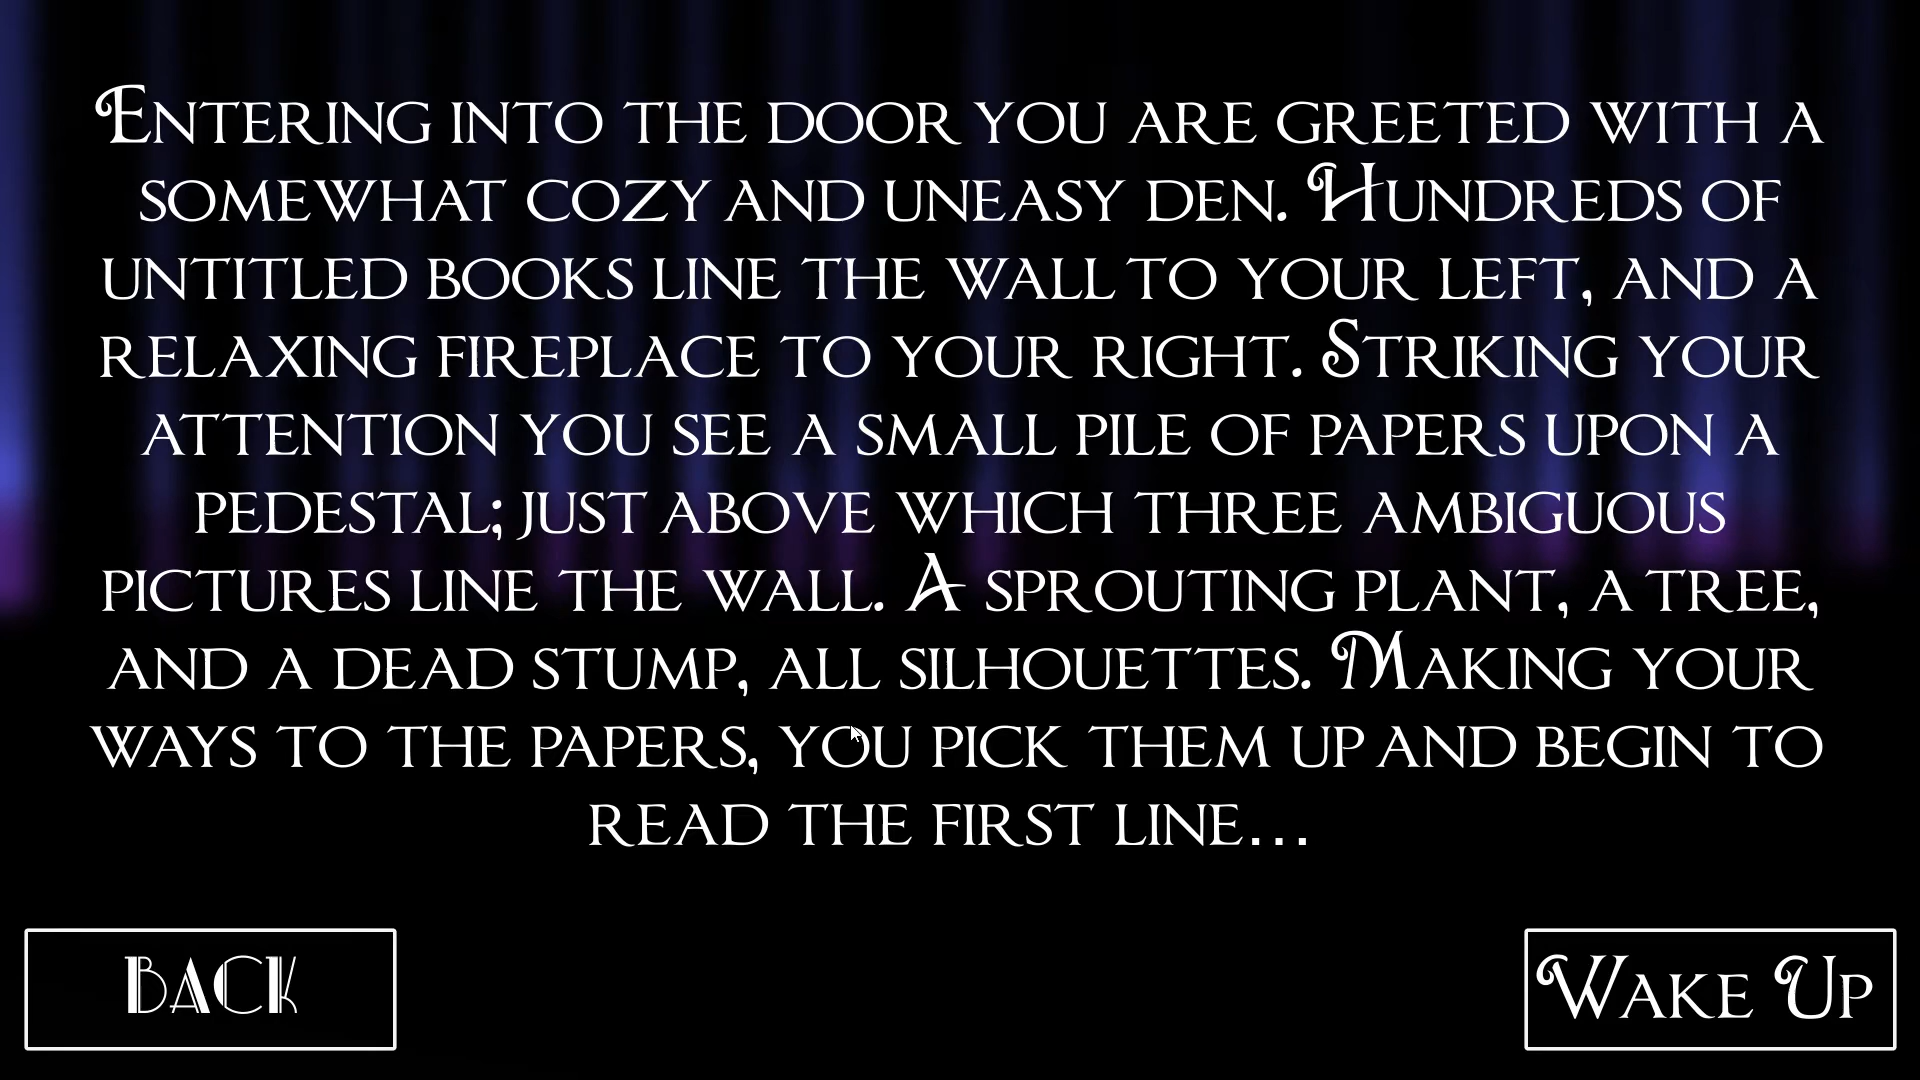 Entering into the door you are greeted with a
somewhat cozy and uneasy den. Hundreds of
untitled books line the wall to your left, and a
relaxing fireplace to your right. Striking your
attention you see a small pile of papers upon a
pedestal; just above which three ambiguous
pictures line the wall. A sprouting plant, a tree,
and a dead stump, all silhouettes. Making your
ways to the papers, you pick them up and begin to
read the first line...
BACK
Wake Up